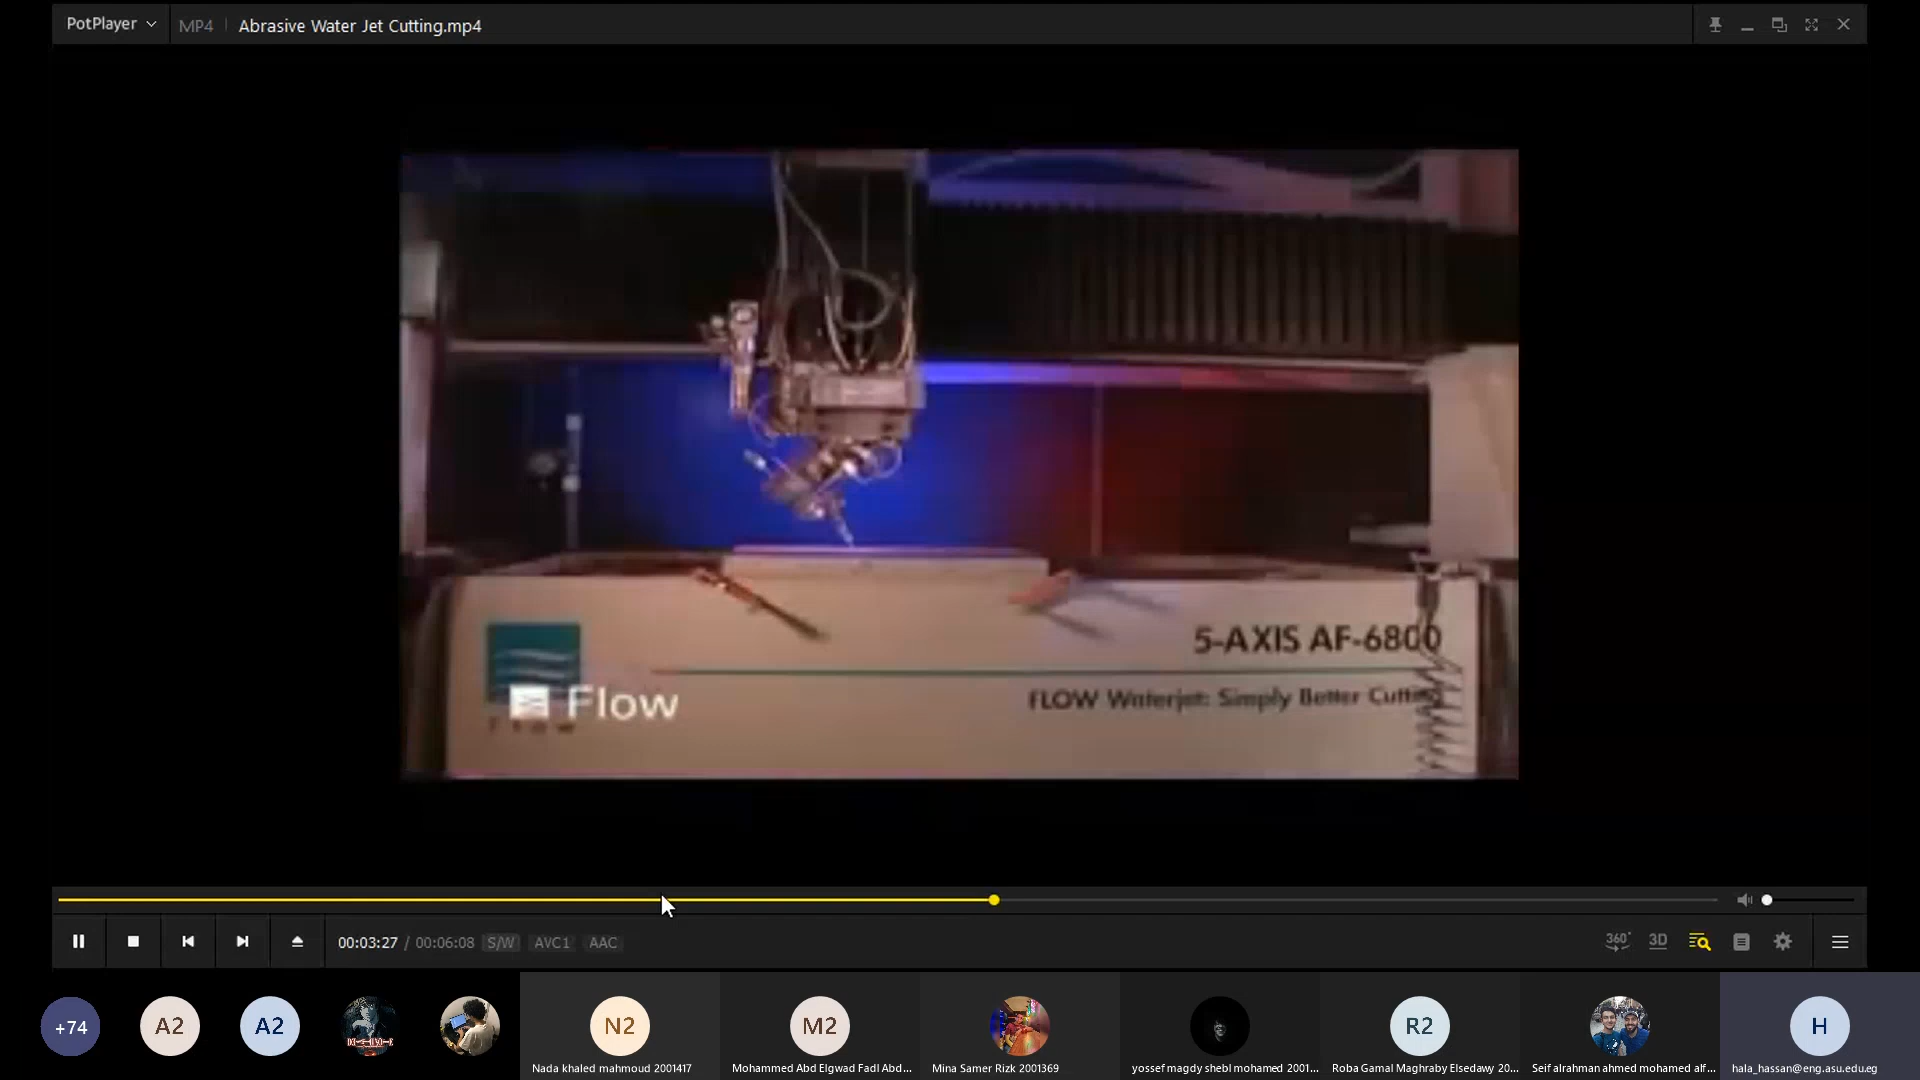 PotPlayer
MP4
Abrasive Water Jet Cutting.mp4
5-AXIS AF-6800
Flow
FLOW Waterjet: Simply Better Cutting
00:03:27 / 00:06:08 S/W AVC1 AAC
360°
3D
+74
A2
A2
N2
M2
R2
H
Nada khaled mahmoud 2001417
Mohammed Abd Elgwad Fadl Abd...
Mina Samer Rizk 2001369
yossef magdy shebl mohamed 2001...
Roba Gamal Maghraby Elsedawy 20...
Seif alrahman ahmed mohamed alf...
hala_hassan@eng.asu.edu.eg